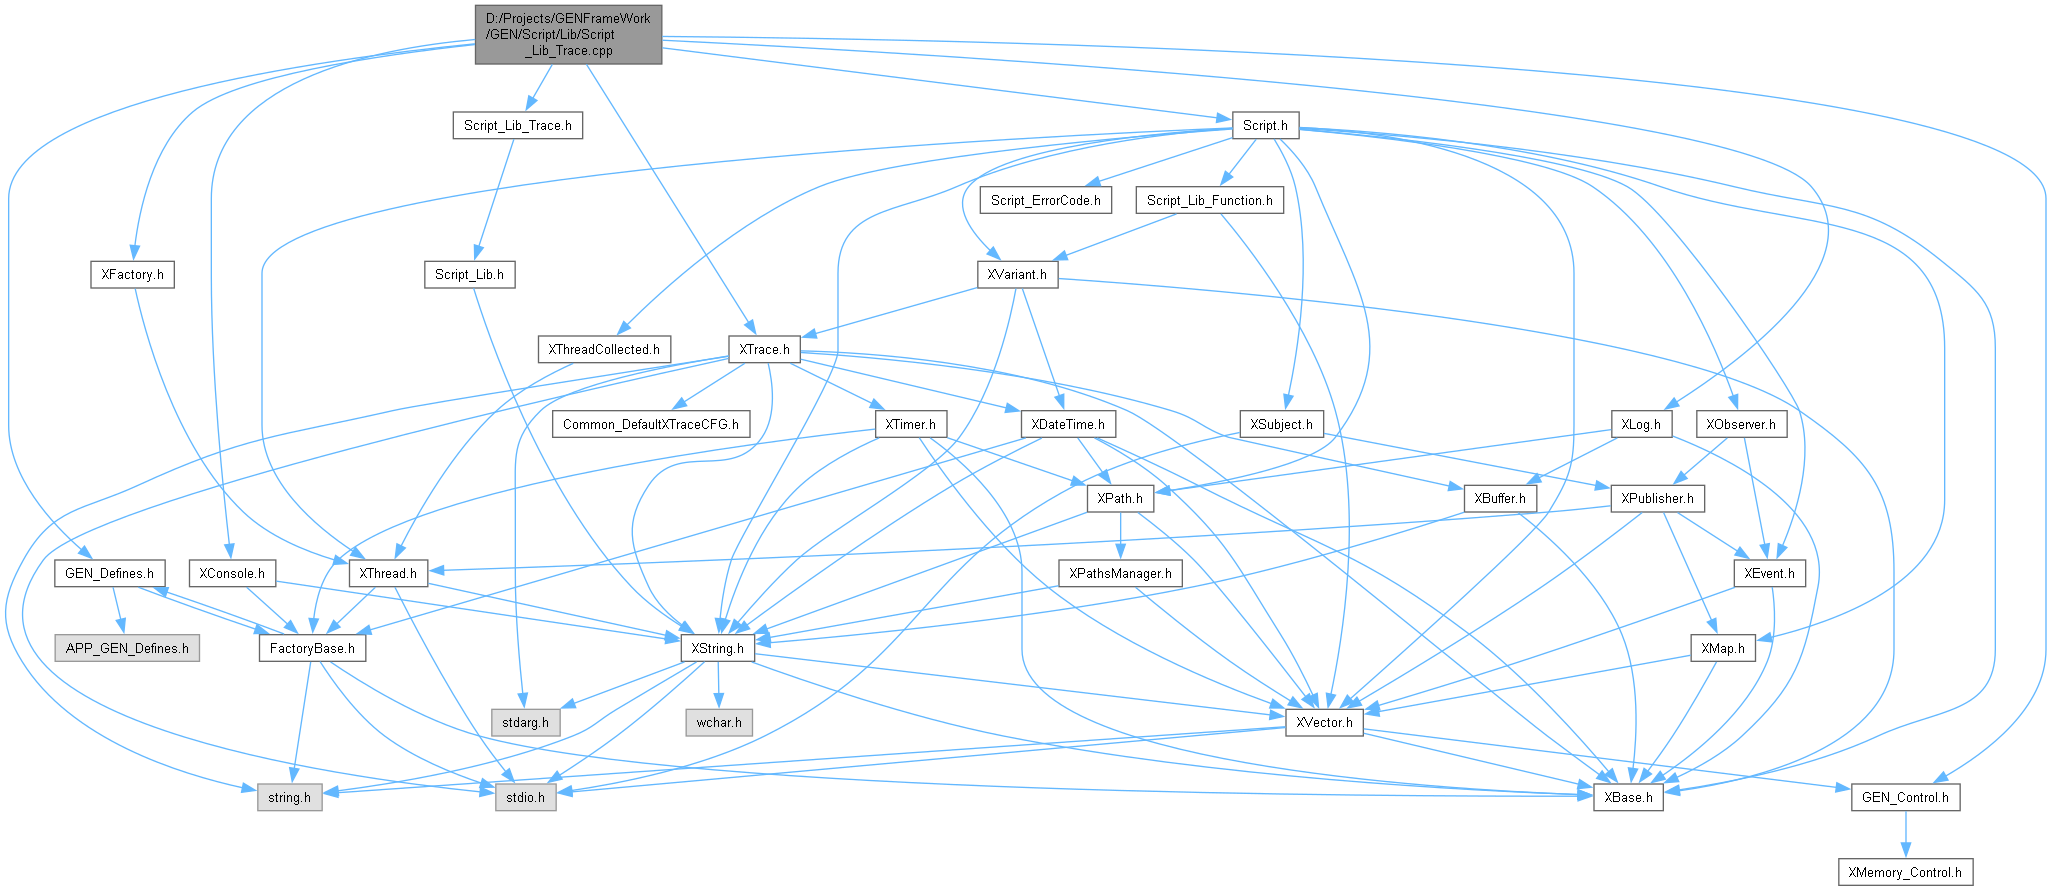 D:/Projects/GENFrameWork
/GEN/Script/Lib/Script
_Lib_Trace.cpp
Script_Lib_Trace.h
Script.h
Script_ErrorCode.h
Script_Lib_Function.h
XFactory.h
Script_Lib.h
XVariant.h
XThreadCollected.h
XTrace.h
Common_DefaultXTraceCFG.h
XTimer.h
XDateTime.h
XSubject.h
XLog.h
XObserver.h
XPath.h
XBuffer.h
XPublisher.h
GEN_Defines.h
XConsole.h
XThread.h
XPathsManager.h
XEvent.h
APP_GEN_Defines.h
FactoryBase.h
XString.h
XMap.h
stdarg.h
wchar.h
XVector.h
string.h
stdio.h
XBase.h
GEN_Control.h
XMemory_Control.h